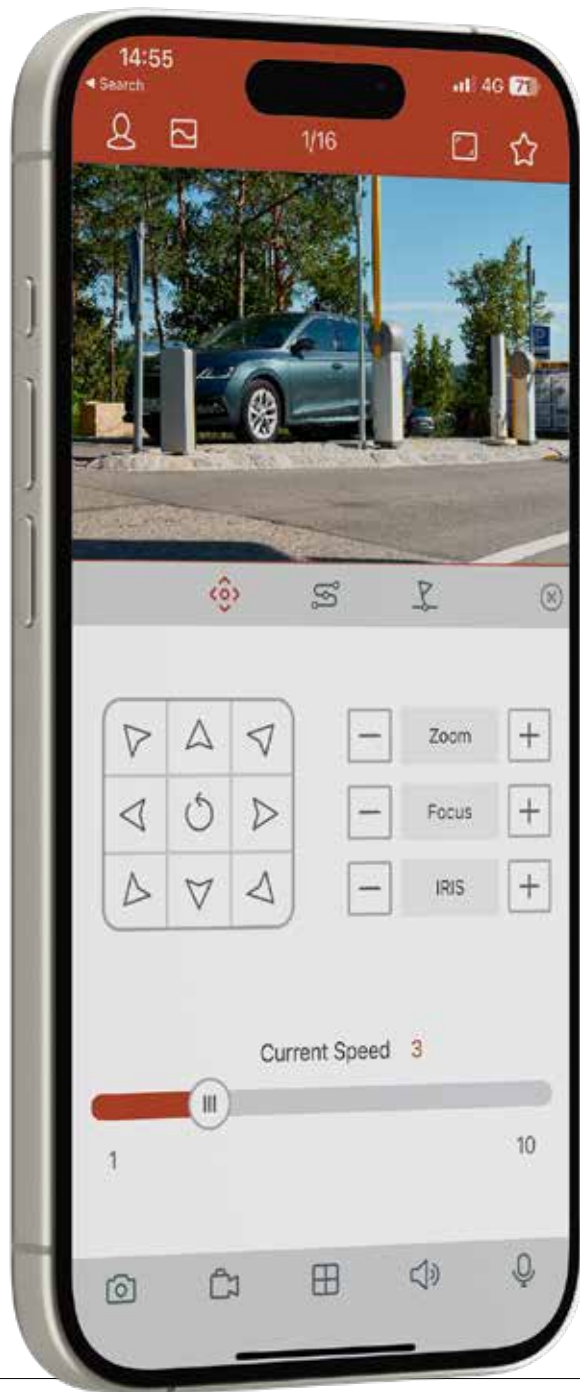 14:55
◀ Search
4G 71
1/16
P
− Zoom +
− Focus +
− IRIS +
Current Speed 3
1 10